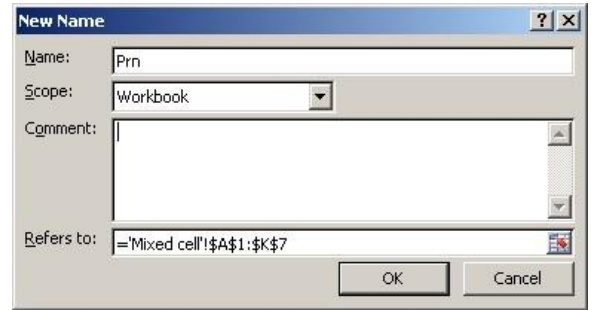 New Name
Name: Prn
Scope: Workbook
Comment:
Refers to: ='Mixed cell'!$A$1:$K$7
OK Cancel